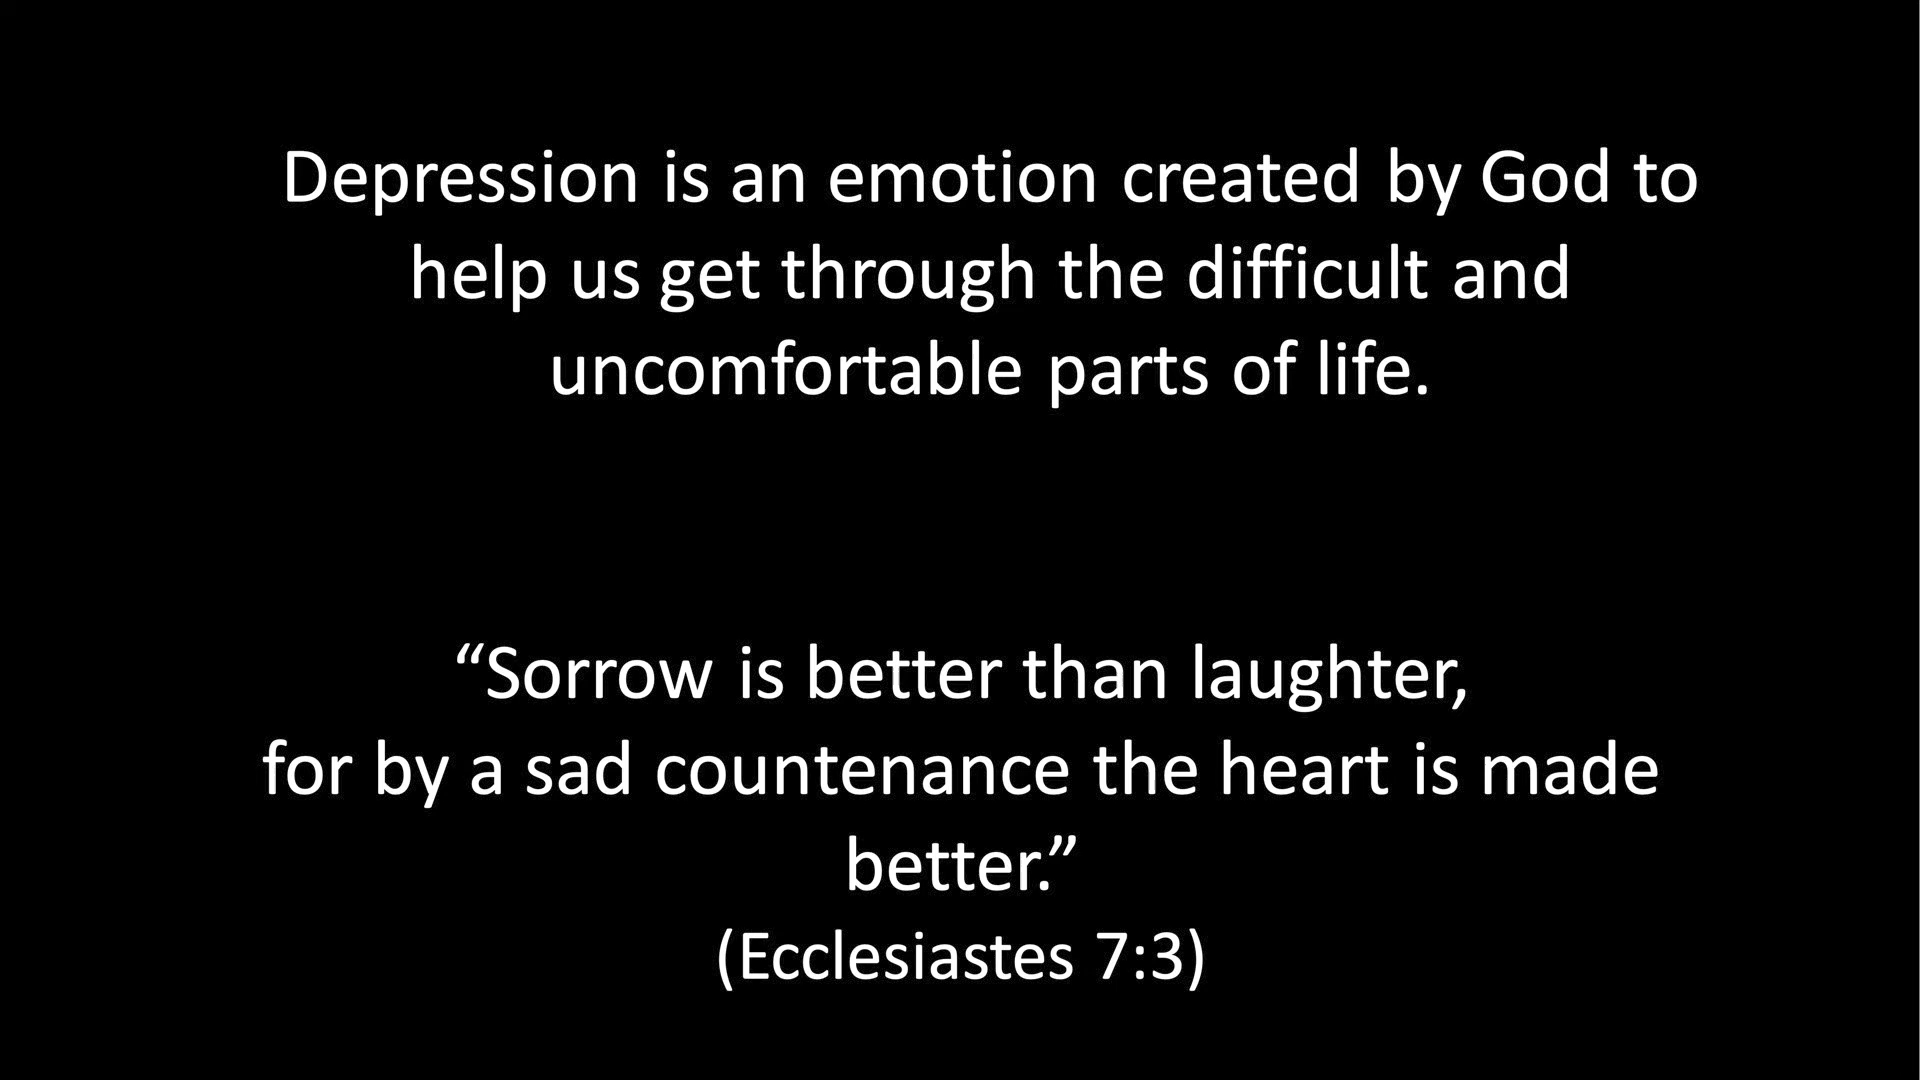 Depression is an emotion created by God to
help us get through the difficult and
uncomfortable parts of life.
“Sorrow is better than laughter,
for by a sad countenance the heart is made
better.”
(Ecclesiastes 7:3)